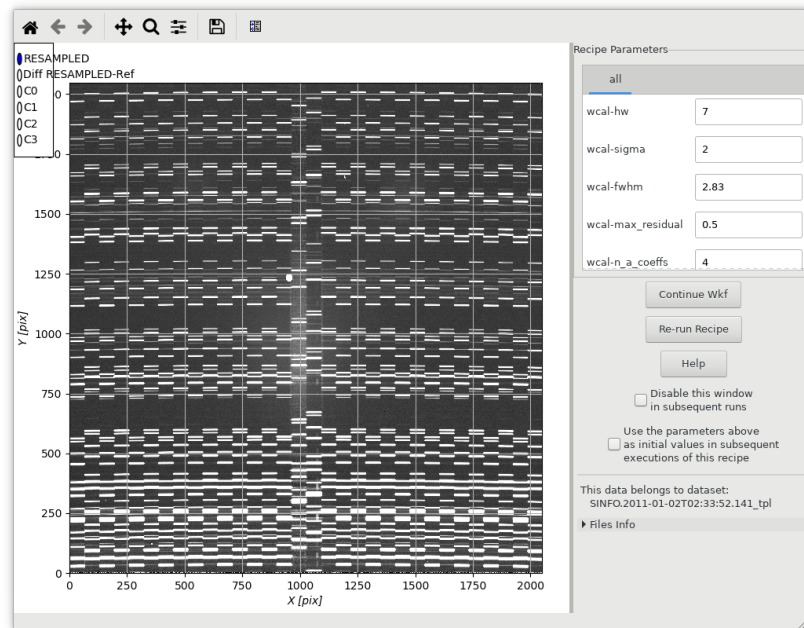 RESAMPLED
Diff RESAMPLED-Ref
C0
C1
C2
C3
1500
1250
1000
750
500
250
0
0 250 500 750 1000 1250 1500 1750 2000
X [pix]
Y [pix]
Recipe Parameters
all
wcal-hw 7
wcal-sigma 2
wcal-fwhm 2.83
wcal-max_residual 0.5
wcal-n_a_coeffs 4
Continue Wkf
Re-run Recipe
Help
Disable this window
in subsequent runs
Use the parameters above
as initial values in subsequent
executions of this recipe
This data belongs to dataset:
SINFO.2011-01-02T02:33:52.141_tpl
Files Info